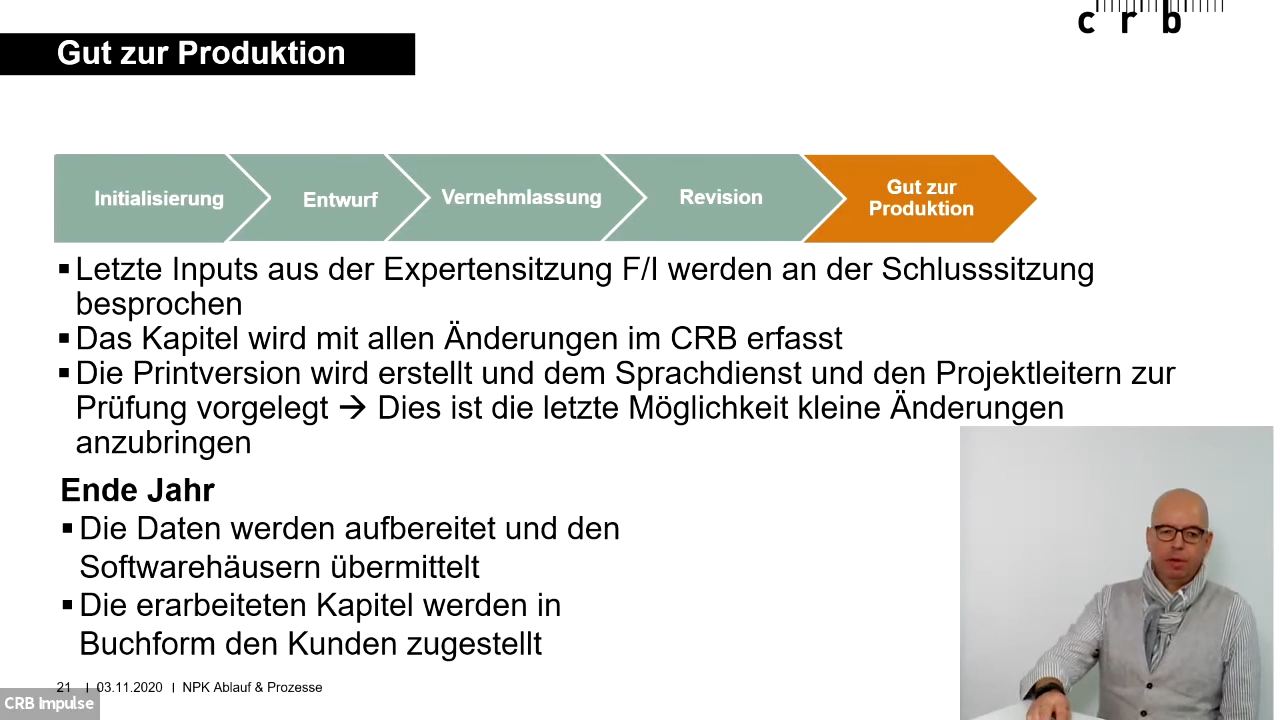 crb
Gut zur Produktion
Initialisierung
Entwurf
Vernehmlassung
Revision
Gut zur
Produktion
▪ Letzte Inputs aus der Expertensitzung F/I werden an der Schlusssitzung
besprochen
▪ Das Kapitel wird mit allen Änderungen im CRB erfasst
▪ Die Printversion wird erstellt und dem Sprachdienst und den Projektleitern zur
Prüfung vorgelegt → Dies ist die letzte Möglichkeit kleine Änderungen
anzubringen
Ende Jahr
▪ Die Daten werden aufbereitet und den
Softwarehäusern übermittelt
▪ Die erarbeiteten Kapitel werden in
Buchform den Kunden zugestellt
21 | 03.11.2020 | NPK Ablauf & Prozesse
CRB Impulse